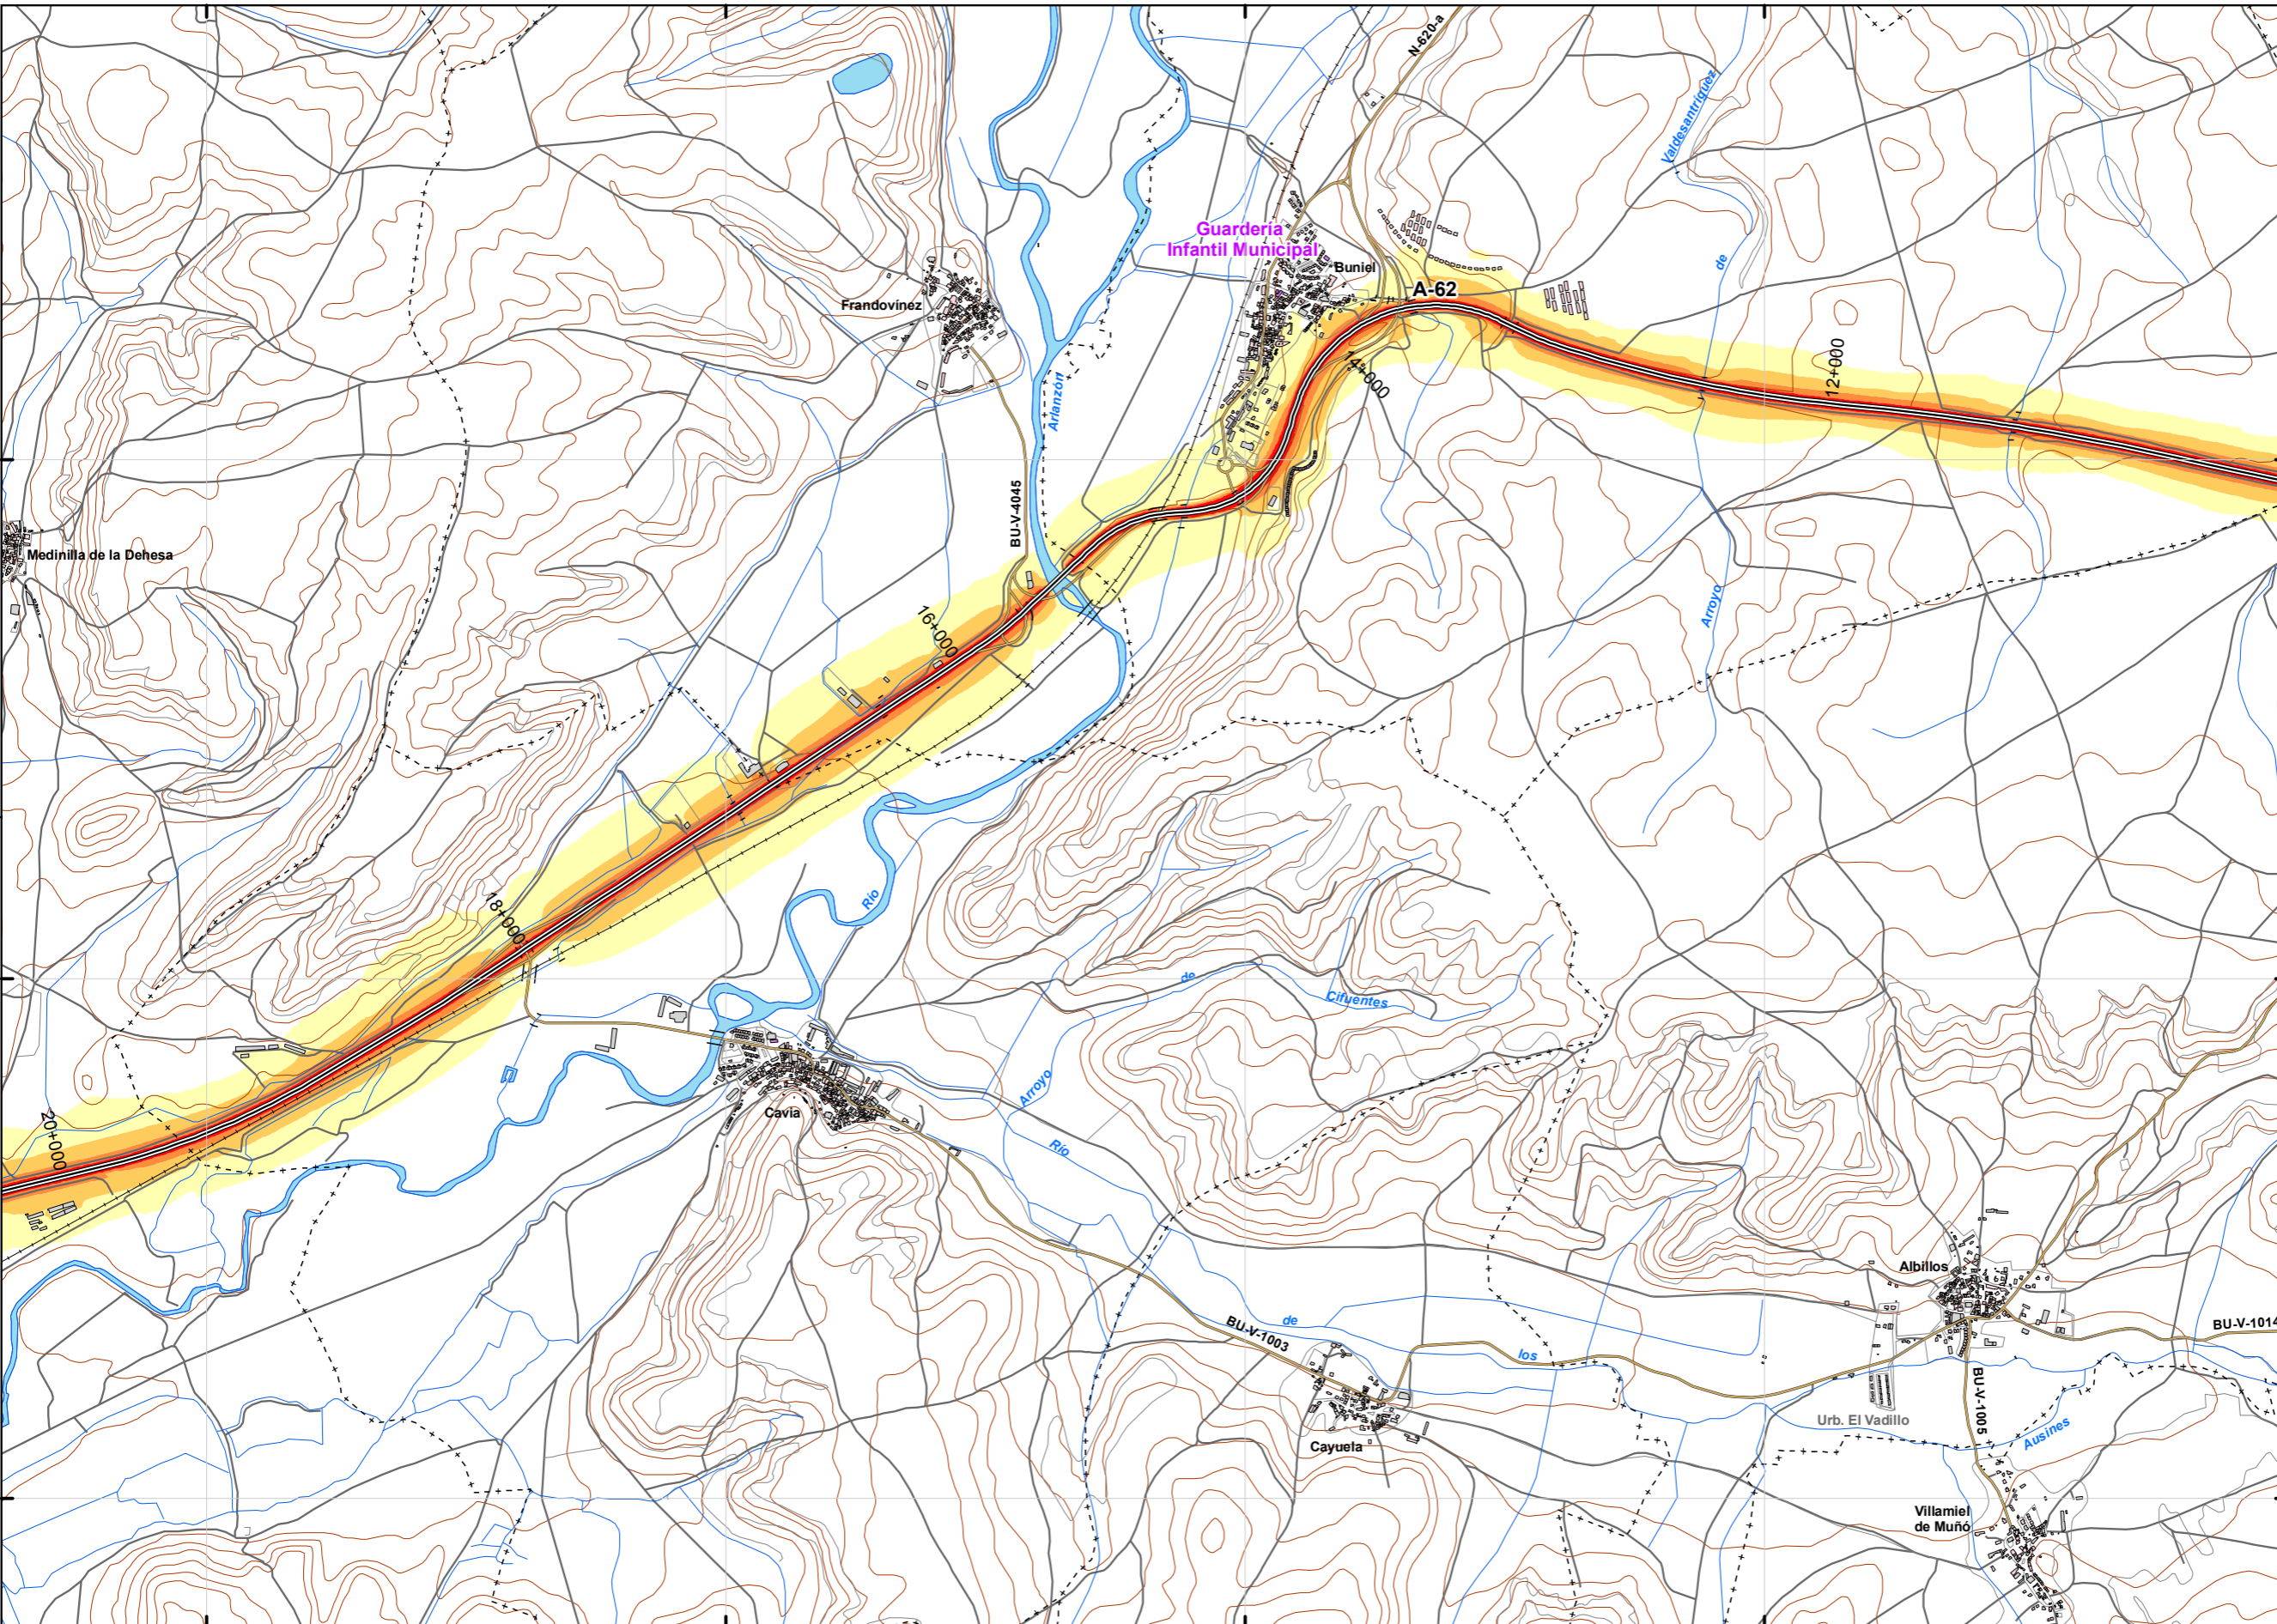 N-620-a
Valdesantríguez
Guardería
Infantil Municipal
Buniel
de
A-62
Frandovínez
12+000
14+000
Arlanzón
BU-V-4045
Medinilla de la Dehesa
Arroyo
16+000
Río
18+000
de
Cifuentes
Arroyo
Cavia
20+000
Río
Albillos
de
BU-V-1003
BU-V-1014
los
BU-V-1005
Urb. El Vadillo
Ausines
Cayuela
Villamiel
de Muñó